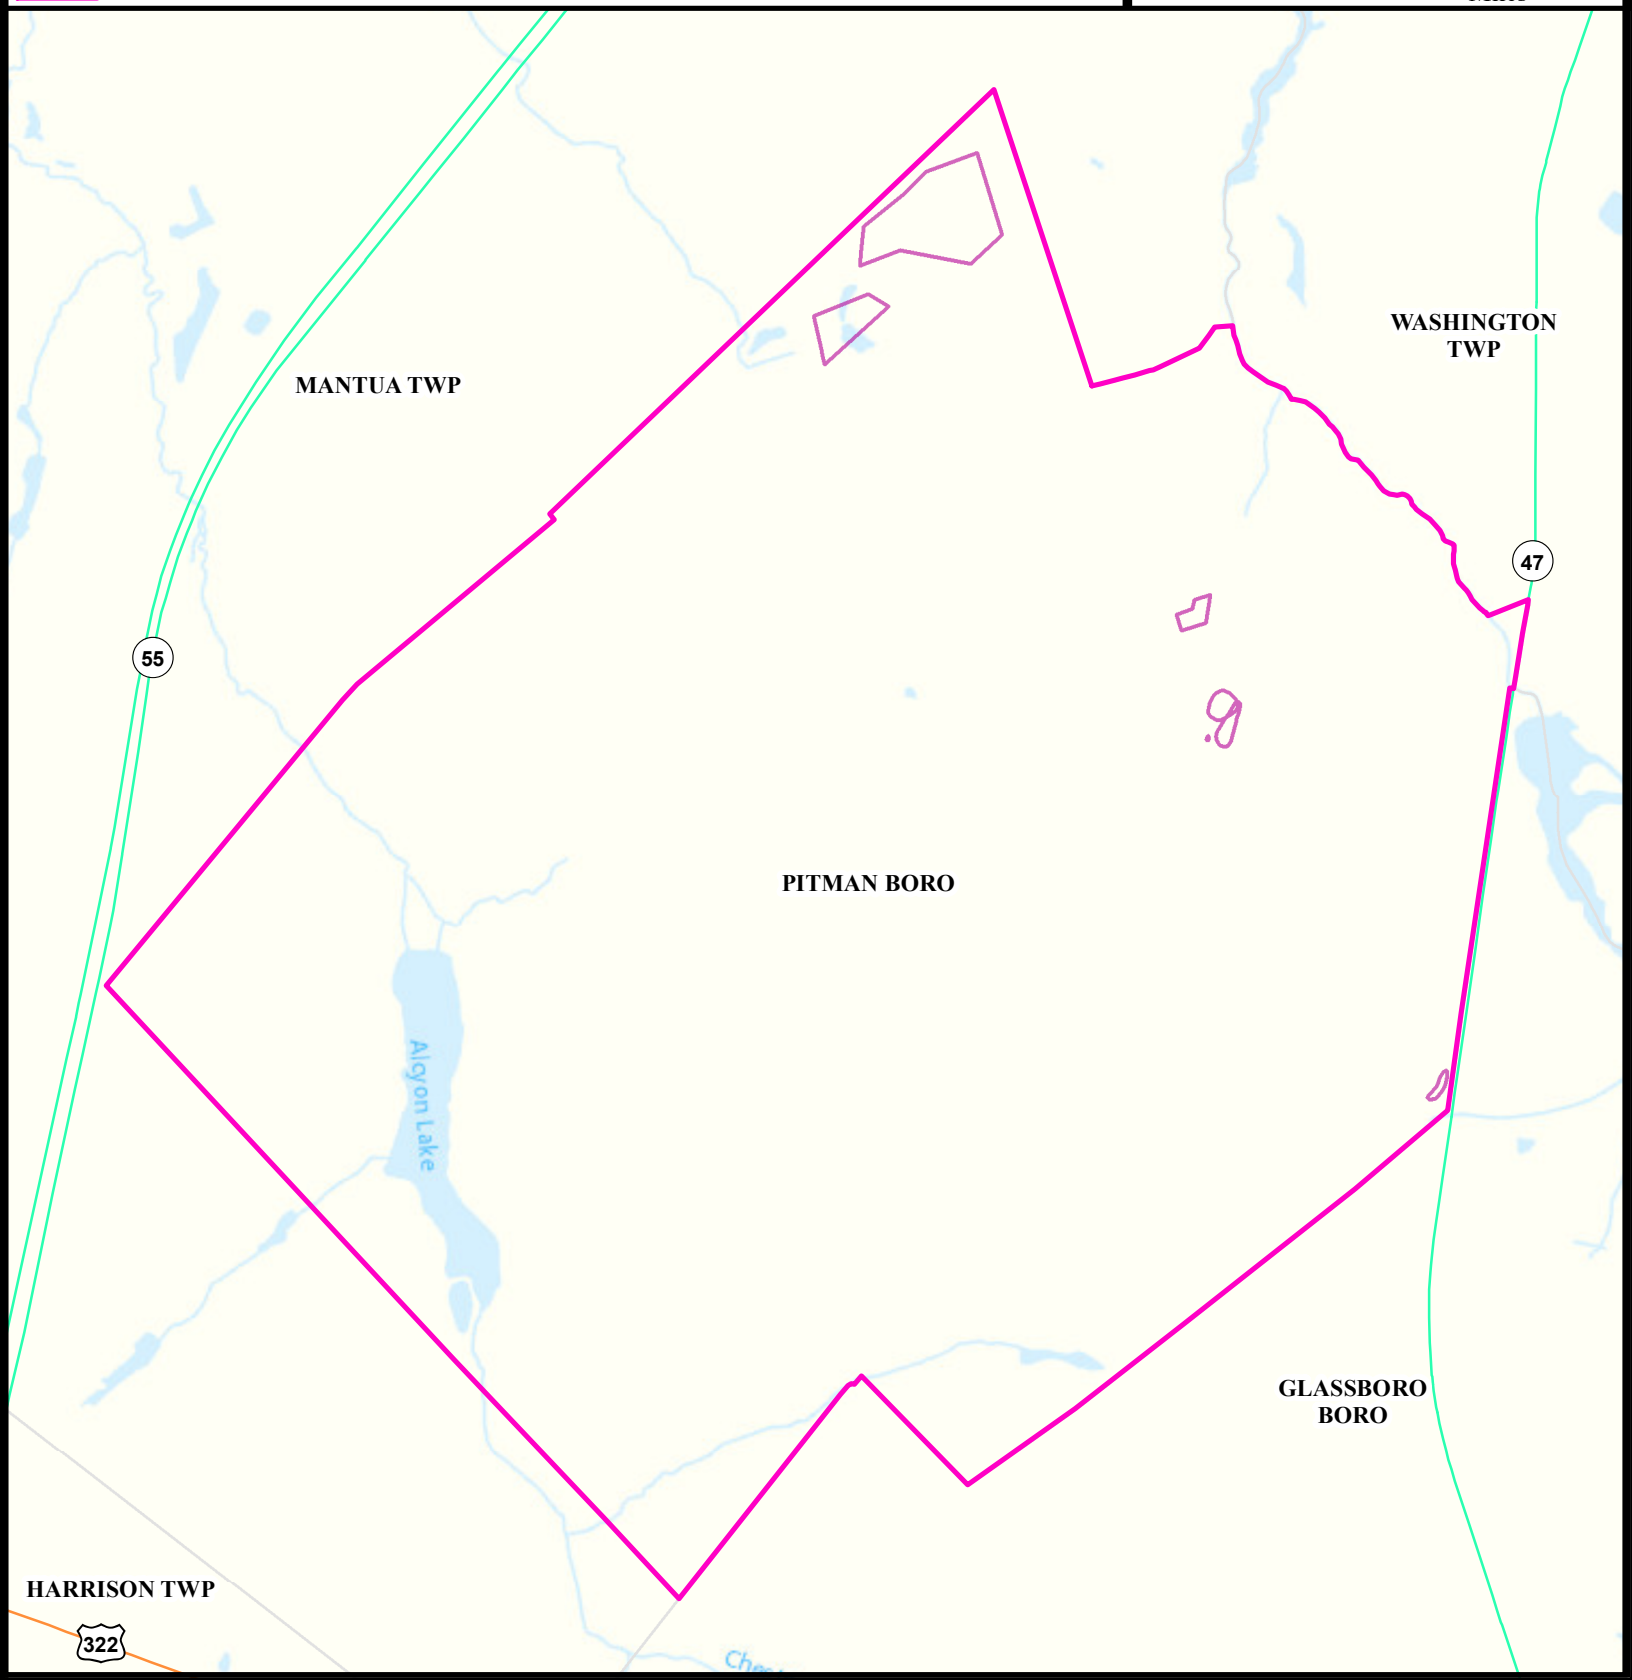 WASHINGTON
TWP
MANTUA TWP
47
55
PITMAN BORO
Alcyon Lake
GLASSBORO
BORO
HARRISON TWP
322